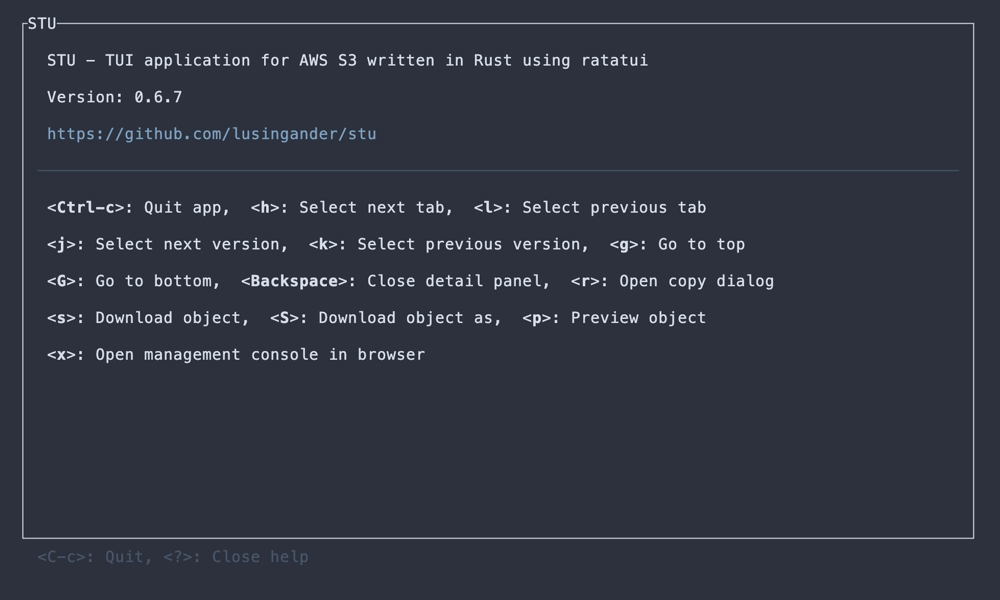 STU
STU - TUI application for AWS S3 written in Rust using ratatui
Version: 0.6.7
https://github.com/lusingander/stu
<Ctrl-c>: Quit app,  <h>: Select next tab,  <l>: Select previous tab
<j>: Select next version,  <k>: Select previous version,  <g>: Go to top
<G>: Go to bottom,  <Backspace>: Close detail panel,  <r>: Open copy dialog
<s>: Download object,  <S>: Download object as,  <p>: Preview object
<x>: Open management console in browser
<C-c>: Quit, <?>: Close help